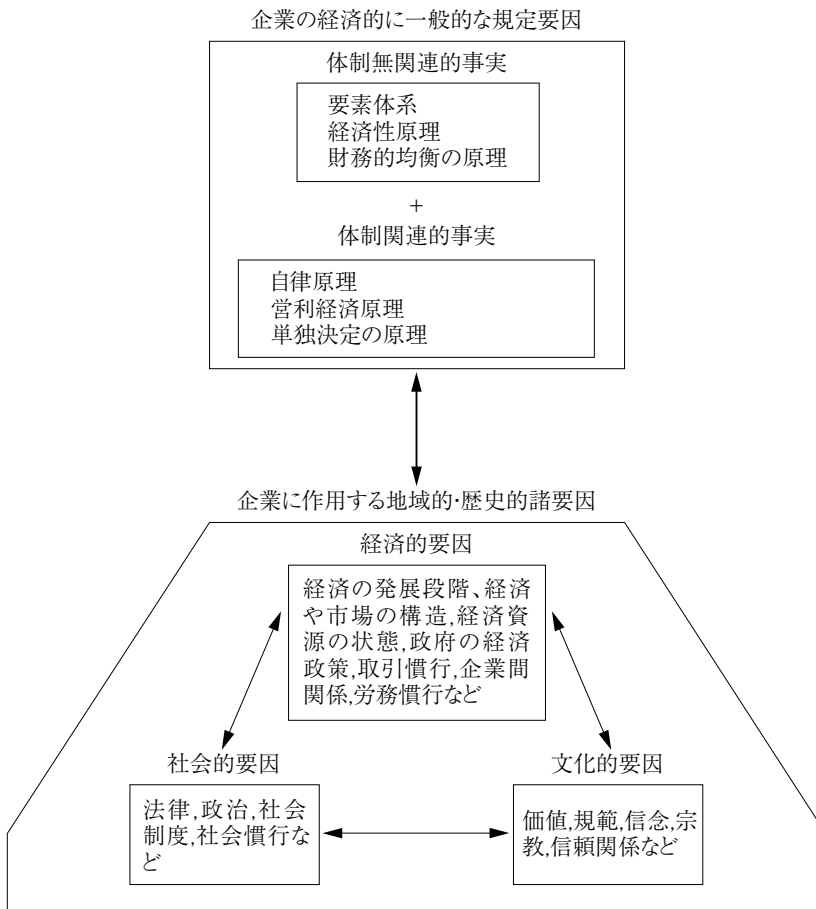 企業の経済的に一般的な規定要因
体制無関連的事実
要素体系
経済性原理
財務的均衡の原理
+
体制関連的事実
自律原理
営利経済原理
単独決定の原理
企業に作用する地域的・歴史的諸要因
経済的要因
経済の発展段階、経済
や市場の構造,経済資
源の状態,政府の経済
政策,取引慣行,企業間
関係,労務慣行など
社会的要因
法律,政治,社会
制度,社会慣行な
ど
文化的要因
価値,規範,信念,宗
教,信頼関係など